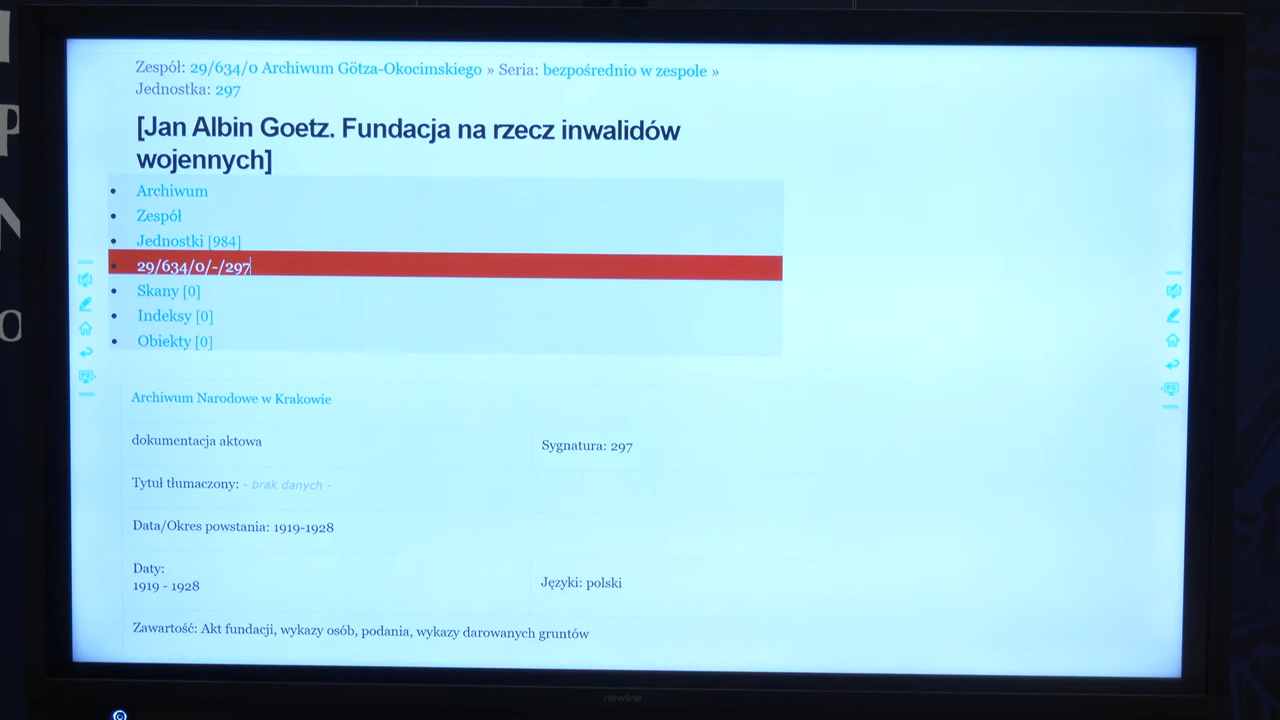 Zespół: 29/634/0 Archiwum Götza-Okocimskiego » Seria: bezpośrednio w zespole »
Jednostka: 297
[Jan Albin Goetz. Fundacja na rzecz inwalidów
wojennych]
• Archiwum
• Zespół
• Jednostki [984]
• 29/634/0/-/297
• Skany [0]
• Indeksy [0]
• Obiekty [0]
Archiwum Narodowe w Krakowie
dokumentacja aktowa
Sygnatura: 297
Tytuł tłumaczony: - brak danych -
Data/Okres powstania: 1919-1928
Daty:
1919 - 1928
Języki: polski
Zawartość: Akt fundacji, wykazy osób, podania, wykazy darowanych gruntów
newline